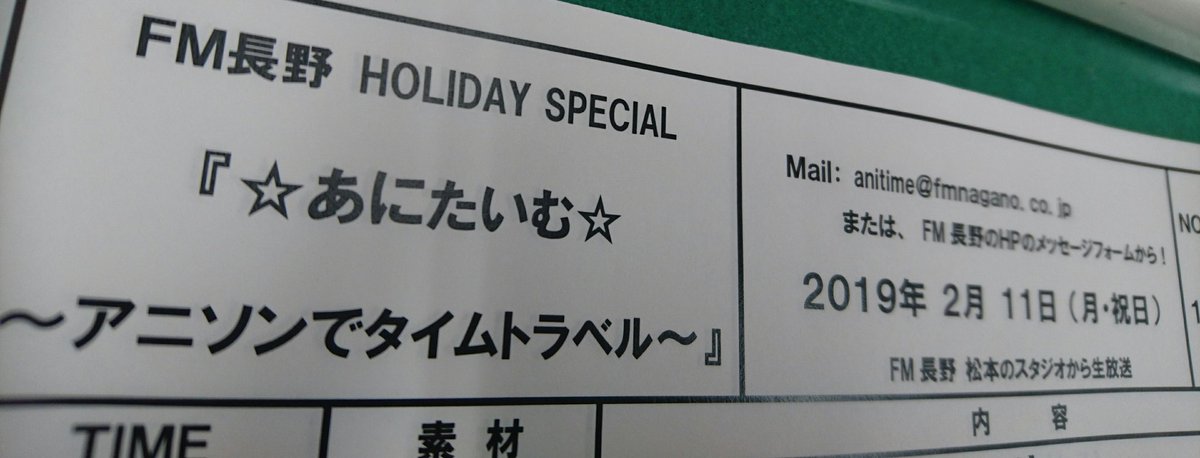 FM長野 HOLIDAY SPECIAL
『☆あにたいむ☆
～アニソンでタイムトラベル～』
Mail: anitime@fmnagano.co.jp
または、FM長野のHPのメッセージフォームから！
2019年 2月 11日（月・祝日）
FM長野 松本のスタジオから生放送
NO
1
TIME
素 材
内 容